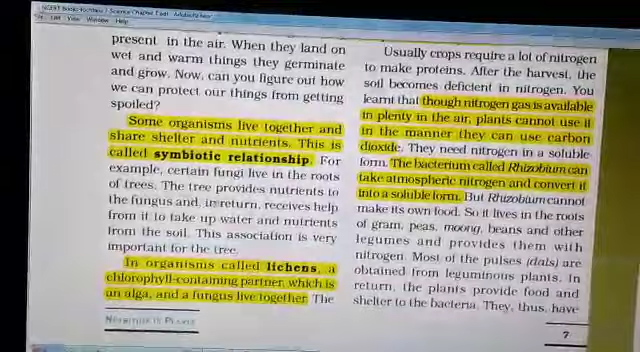 File Edit View Window Help
present in the air. When they land on
wet and warm things they germinate
and grow. Now, can you figure out how
we can protect our things from getting
spoiled?
Some organisms live together and
share shelter and nutrients. This is
called symbiotic relationship. For
example, certain fungi live in the roots
of trees. The tree provides nutrients to
the fungus and, in return, receives help
from it to take up water and nutrients
from the soil. This association is very
important for the tree.
In organisms called lichens, a
chlorophyll-containing partner, which is
an alga, and a fungus live together. The
Usually crops require a lot of nitrogen
to make proteins. After the harvest, the
soil becomes deficient in nitrogen. You
learnt that though nitrogen gas is available
in plenty in the air, plants cannot use it
in the manner they can use carbon
dioxide. They need nitrogen in a soluble
form. The bacterium called Rhizobium can
take atmospheric nitrogen and convert it
into a soluble form. But Rhizobium cannot
make its own food. So it lives in the roots
of gram, peas, moong, beans and other
legumes and provides them with
nitrogen. Most of the pulses (dals) are
obtained from leguminous plants. In
return, the plants provide food and
shelter to the bacteria. They, thus, have
Nutrition in Plants
7